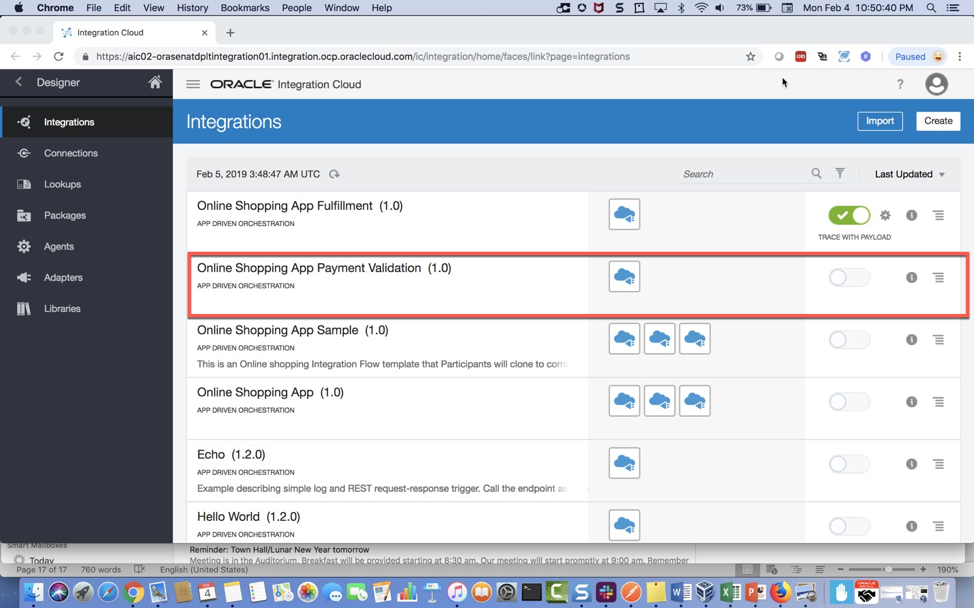 Chrome File Edit View History Bookmarks People Window Help 73% Mon Feb 4 10:50:40 PM
Integration Cloud
https://aic02-orasenatdpltintegration01.integration.ocp.oraclecloud.com/ic/integration/home/faces/link?page=integrations Paused
Designer
ORACLE Integration Cloud ?
Integrations
Connections
Lookups
Packages
Agents
Adapters
Libraries
Integrations
Import Create
Feb 5, 2019 3:48:47 AM UTC
Search
Last Updated
Online Shopping App Fulfillment (1.0)
APP DRIVEN ORCHESTRATION
TRACE WITH PAYLOAD
Online Shopping App Payment Validation (1.0)
APP DRIVEN ORCHESTRATION
Online Shopping App Sample (1.0)
APP DRIVEN ORCHESTRATION
This is an Online shopping Integration Flow template that Participants will clone to com
Online Shopping App (1.0)
APP DRIVEN ORCHESTRATION
Echo (1.2.0)
APP DRIVEN ORCHESTRATION
Example describing simple log and REST request-response trigger. Call the endpoint as
Hello World (1.2.0)
APP DRIVEN ORCHESTRATION
Smart Mailboxes
Today
Reminder: Town Hall/Lunar New Year tomorrow
Meeting is in the Auditorium. Breakfast will be provided starting at 8:30 am. Our meeting will start promptly at 9:00 am. Remember
Page 17 of 17 760 words English (United States) 190%